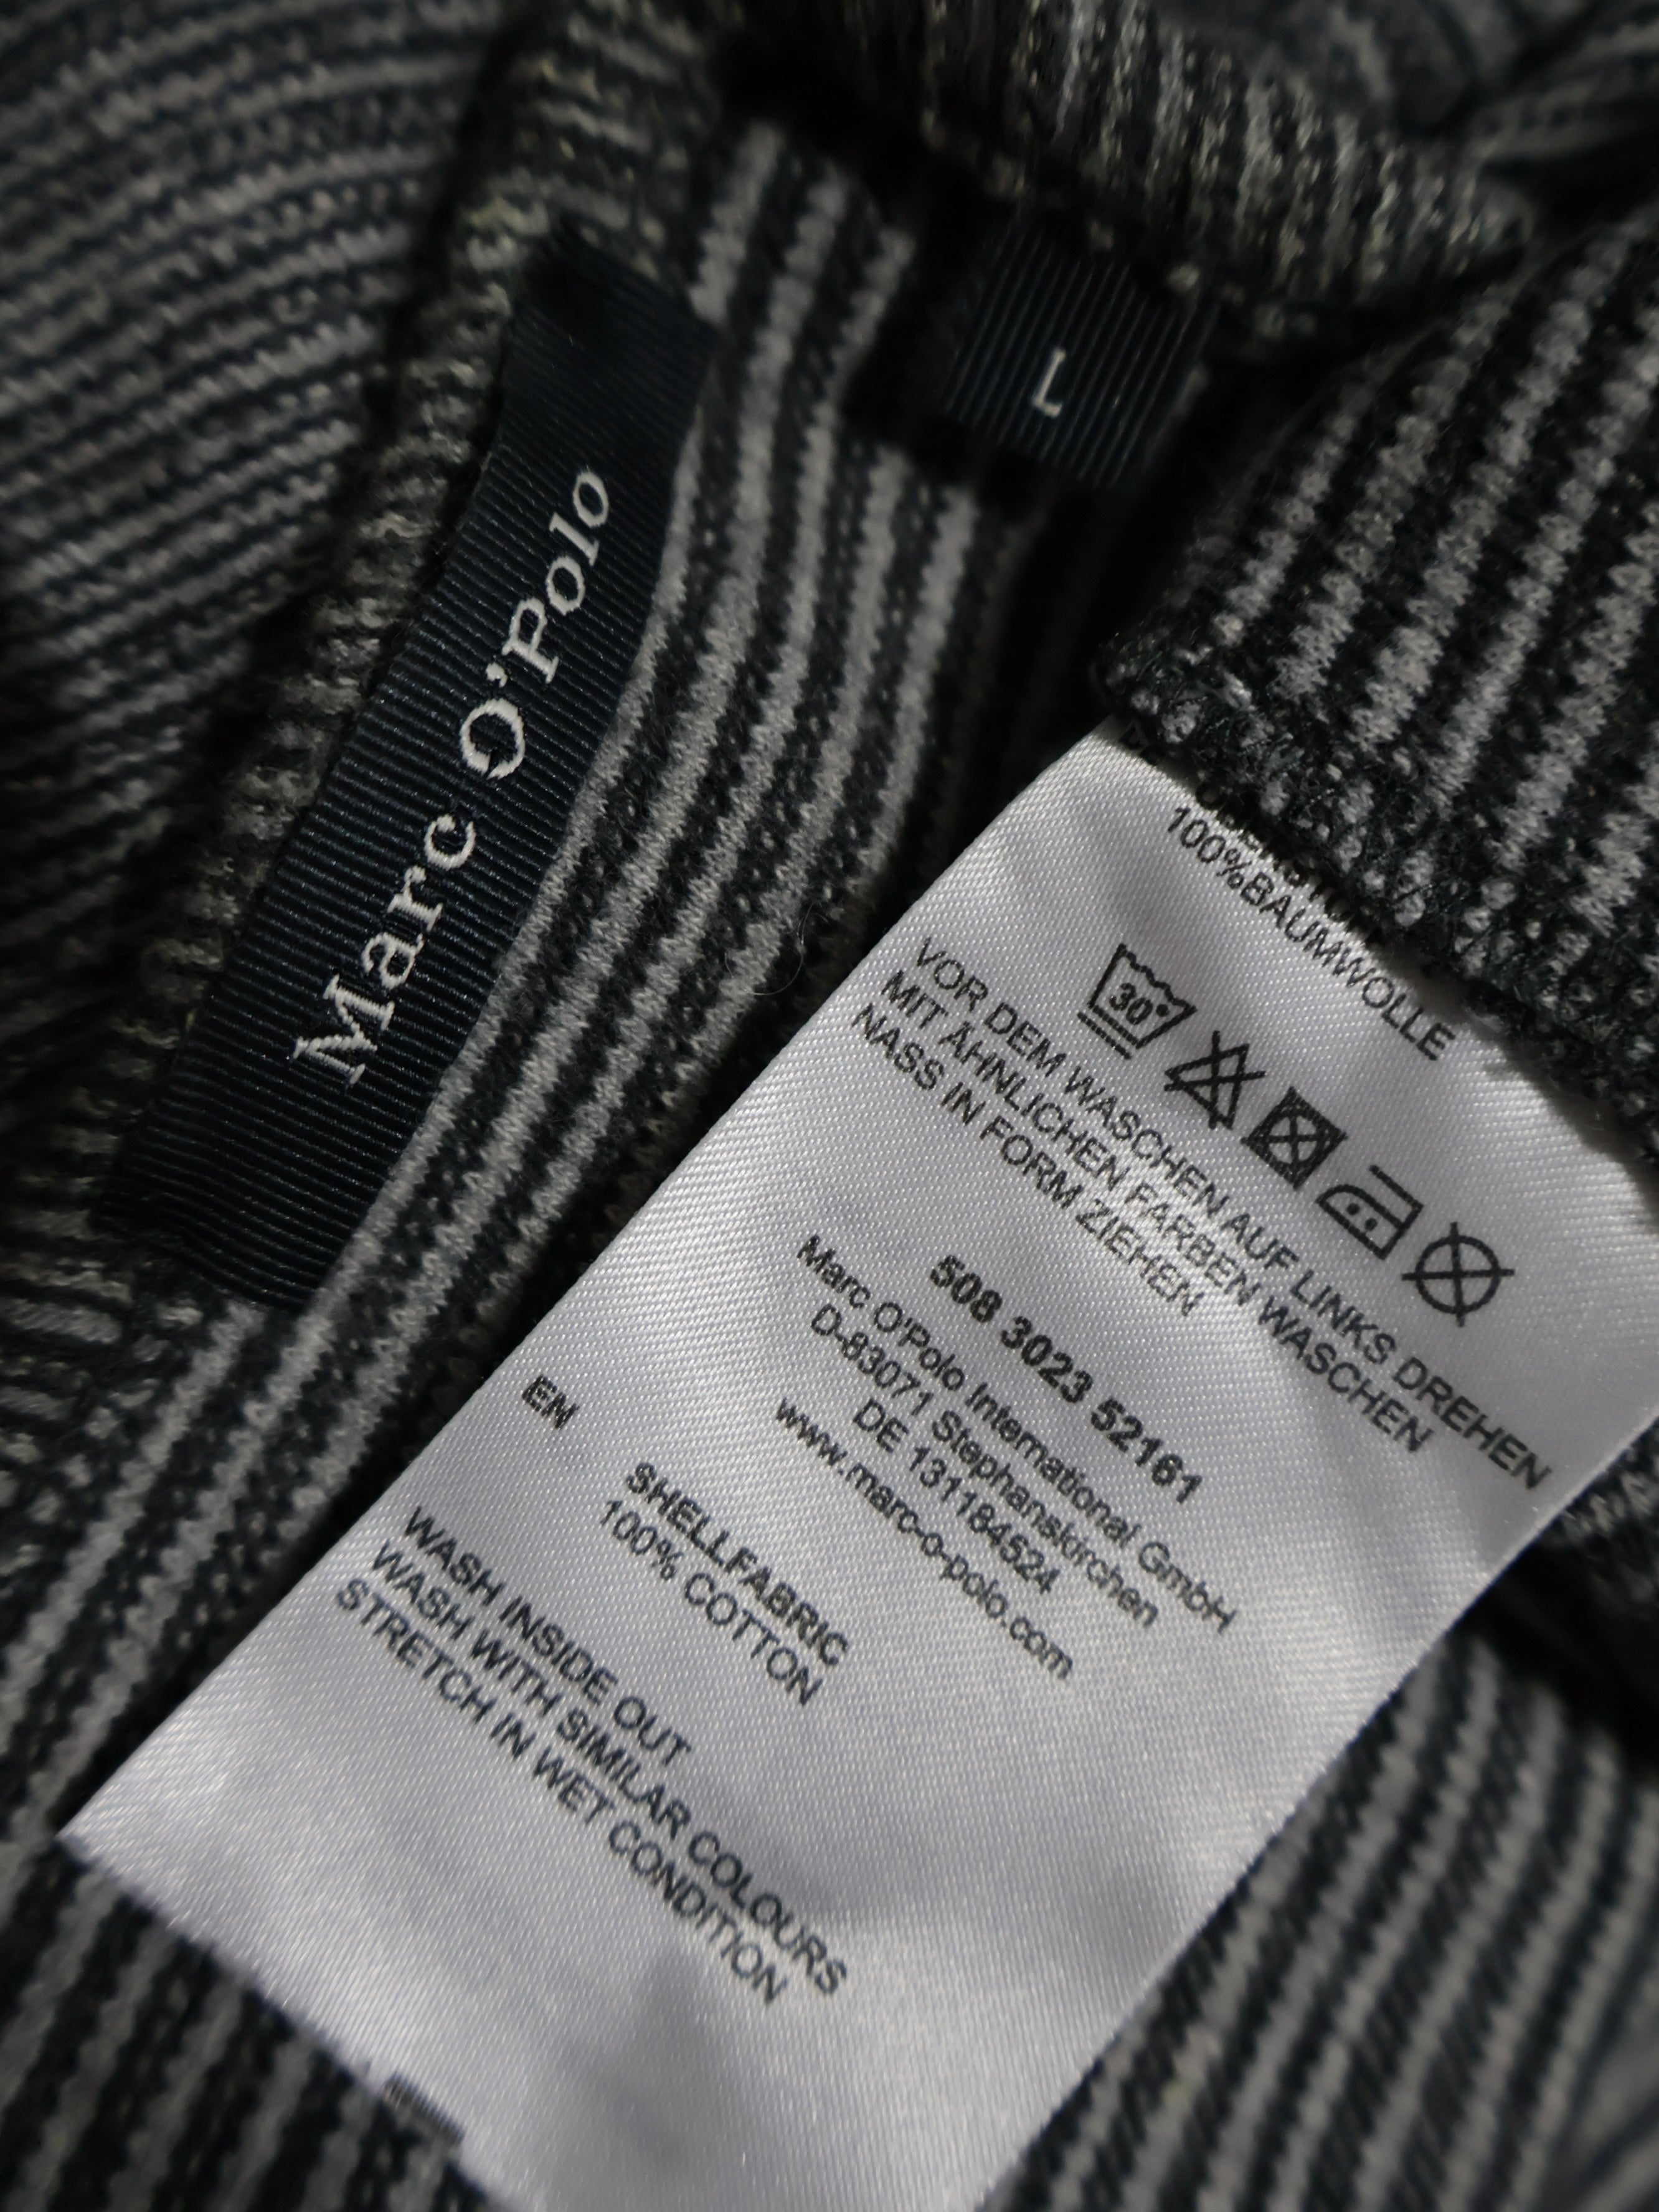 Marc O'Polo
L
100%BAUMWOLLE
30°
VOR DEM WASCHEN AUF LINKS DREHEN
MIT ÄHNLICHEN FARBEN WASCHEN
NASS IN FORM ZIEHEN
508 3023 52161
Marc O'Polo International GmbH
D-83071 Stephanskirchen
DE 131184524
www.marc-o-polo.com
EN
SHELLFABRIC
100% COTTON
WASH INSIDE OUT
WASH WITH SIMILAR COLOURS
STRETCH IN WET CONDITION